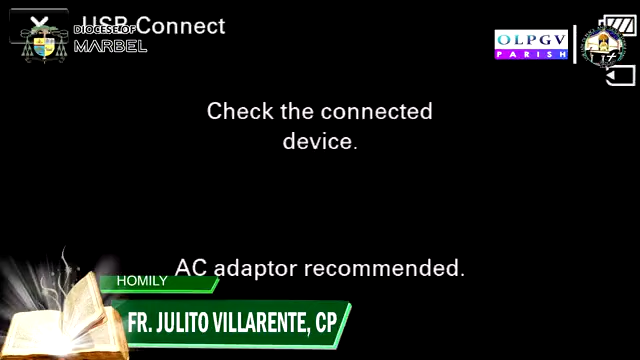 USB Connect
DIOCESE OF
MARBEL
OLPGV
PARISH
Check the connected
device.
AC adaptor recommended.
HOMILY
FR. JULITO VILLARENTE, CP